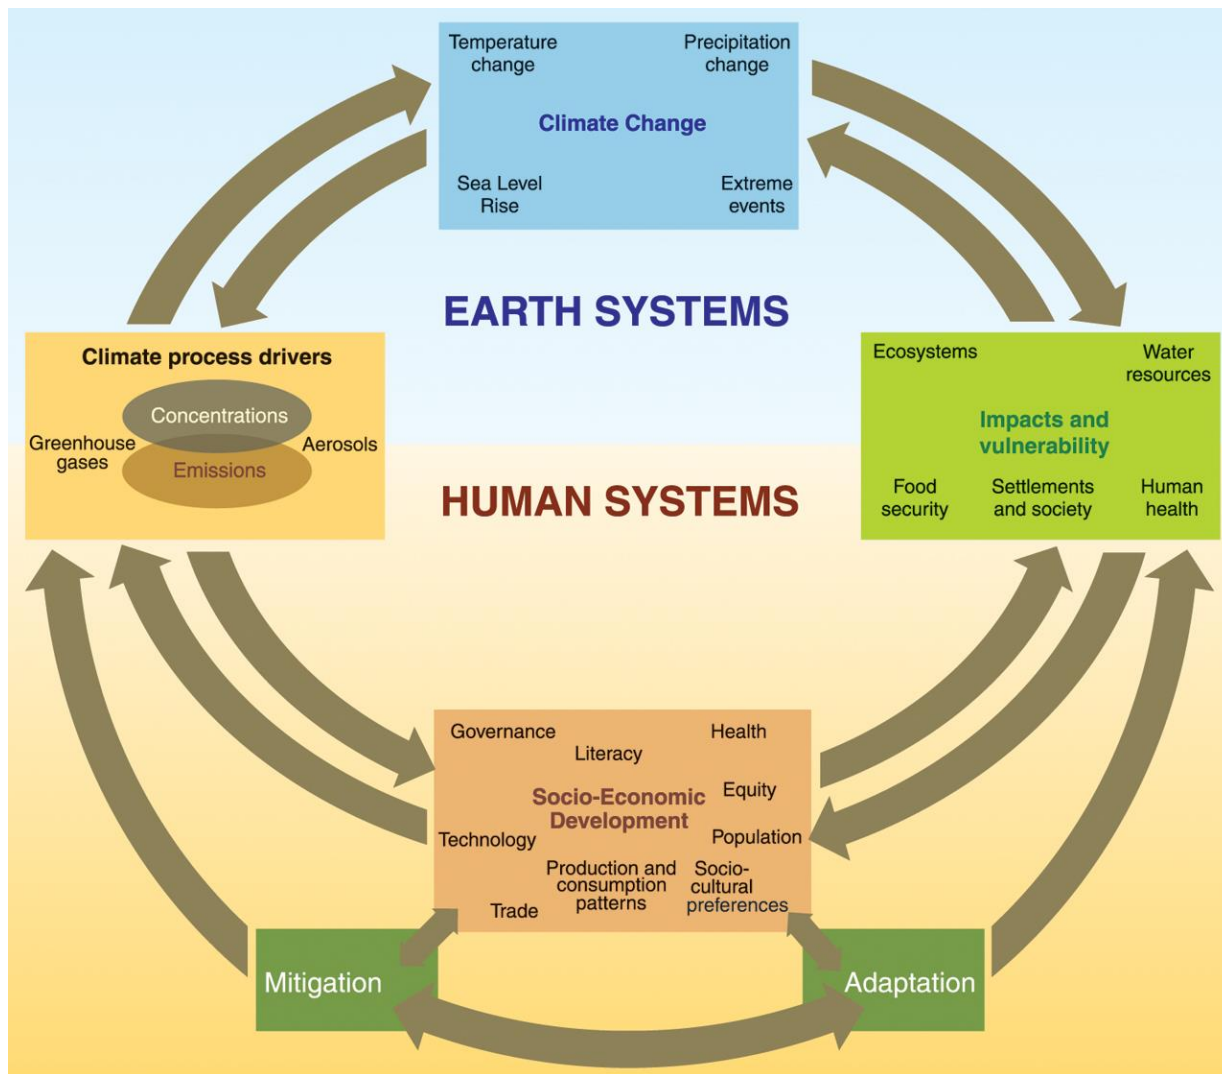 Temperature
change
Precipitation
change
Climate Change
Sea Level
Rise
Extreme
events
EARTH SYSTEMS
Climate process drivers
Concentrations
Greenhouse
gases
Aerosols
Emissions
Ecosystems
Water
resources
Impacts and
vulnerability
Food
security
Settlements
and society
Human
health
HUMAN SYSTEMS
Governance
Literacy
Health
Socio-Economic
Development
Equity
Technology
Population
Production and
consumption
patterns
Socio-
cultural
preferences
Trade
Mitigation
Adaptation